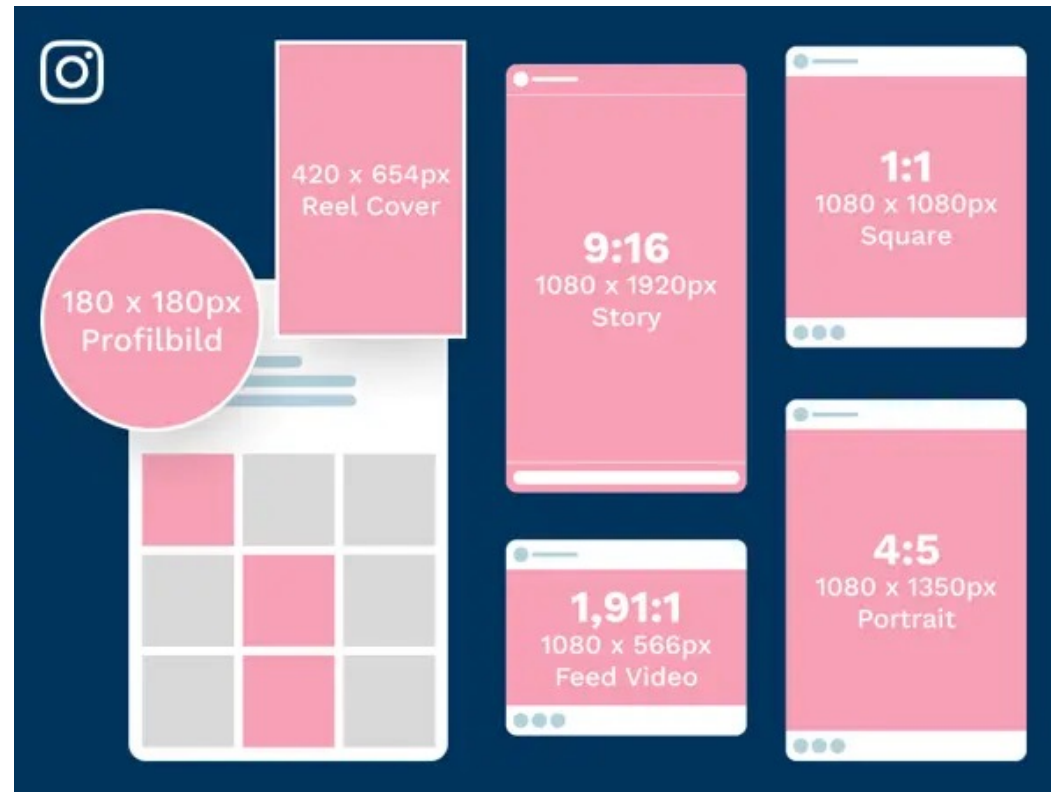 420 x 654px
Reel Cover
180 x 180px
Profilbild
9:16
1080 x 1920px
Story
1,91:1
1080 x 566px
Feed Video
1:1
1080 x 1080px
Square
4:5
1080 x 1350px
Portrait